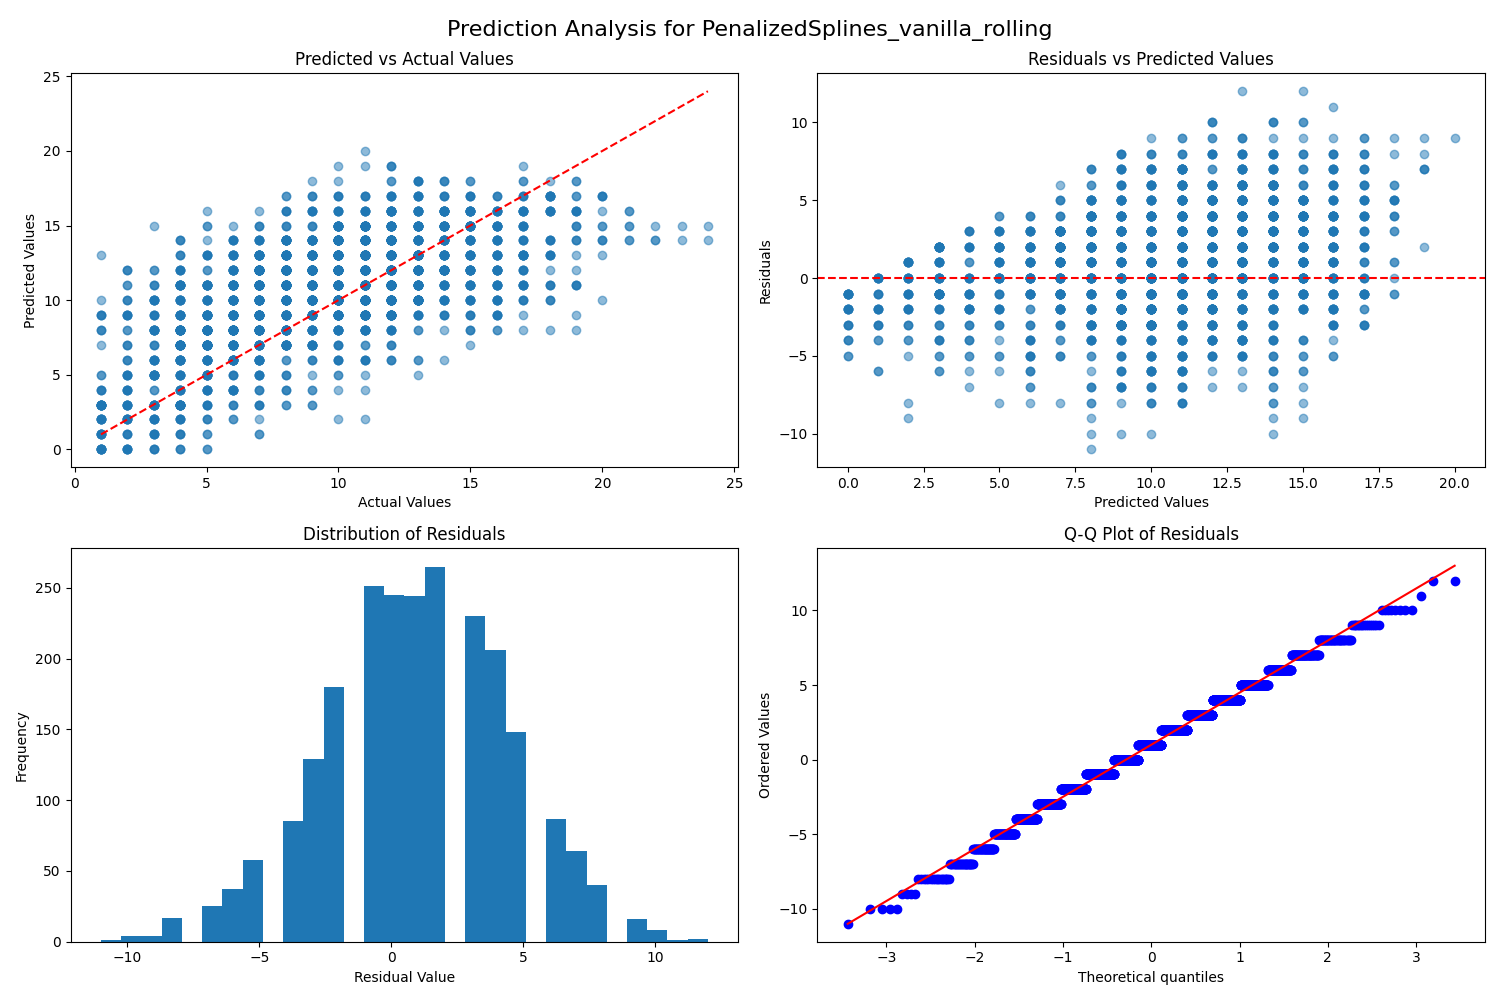 Prediction Analysis for PenalizedSplines_vanilla_rolling
Predicted vs Actual Values
25
20
15
10
5
0
Predicted Values
0 5 10 15 20 25
Actual Values
Residuals vs Predicted Values
10
5
0
−5
−10
Residuals
0.0 2.5 5.0 7.5 10.0 12.5 15.0 17.5 20.0
Predicted Values
Distribution of Residuals
250
200
150
100
50
0
Frequency
−10 −5 0 5 10
Residual Value
Q-Q Plot of Residuals
10
5
0
−5
−10
Ordered Values
−3 −2 −1 0 1 2 3
Theoretical quantiles